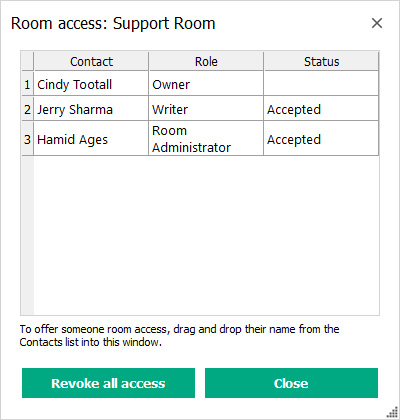 Room access: Support Room
Contact Role Status
1 Cindy Tootall Owner
2 Jerry Sharma Writer Accepted
3 Hamid Ages Room Administrator Accepted
To offer someone room access, drag and drop their name from the
Contacts list into this window.
Revoke all access Close